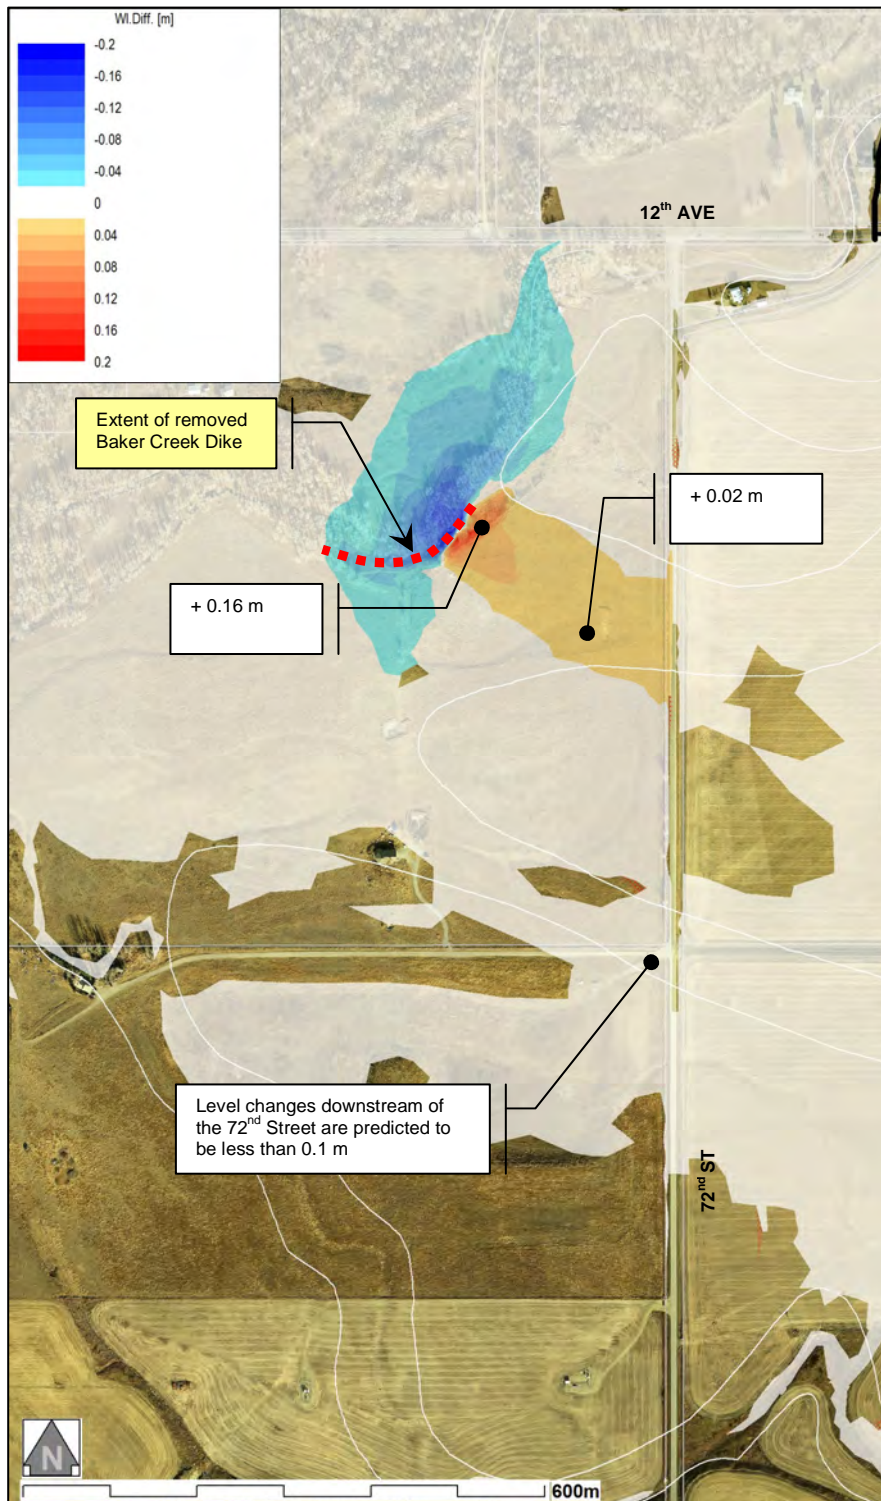 Wl.Diff. [m]
-0.2
-0.16
-0.12
-0.08
-0.04
0
0.04
0.08
0.12
0.16
0.2
12th AVE
Extent of removed
Baker Creek Dike
+ 0.02 m
+ 0.16 m
Level changes downstream of
the 72nd Street are predicted to
be less than 0.1 m
72nd ST
N
600m